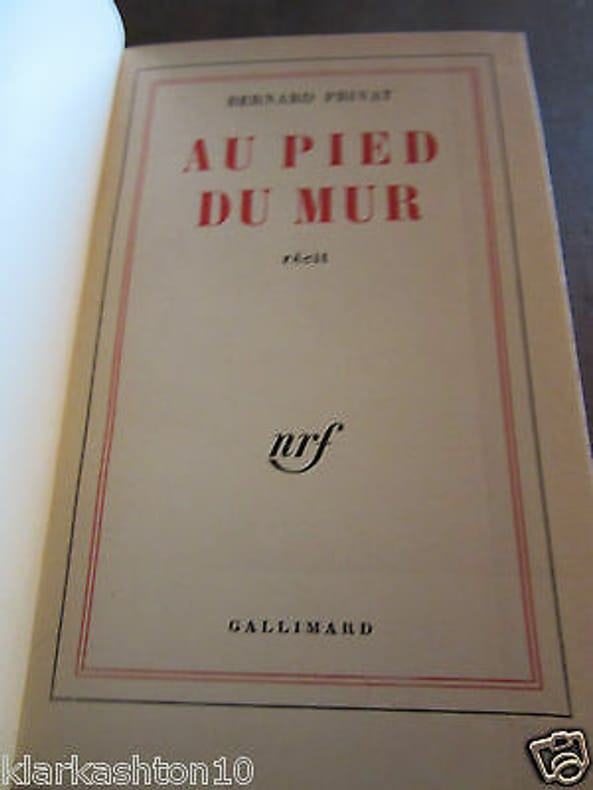 BERNARD PRIVAT
AU PIED
DU MUR
récit
nrf
GALLIMARD
klarkashton10